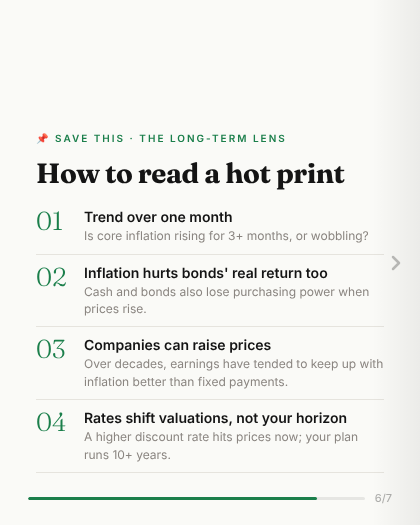 📌 SAVE THIS · THE LONG-TERM LENS
How to read a hot print
01 Trend over one month
Is core inflation rising for 3+ months, or wobbling?
02 Inflation hurts bonds' real return too
Cash and bonds also lose purchasing power when
prices rise.
03 Companies can raise prices
Over decades, earnings have tended to keep up with
inflation better than fixed payments.
04 Rates shift valuations, not your horizon
A higher discount rate hits prices now; your plan
runs 10+ years.
6/7